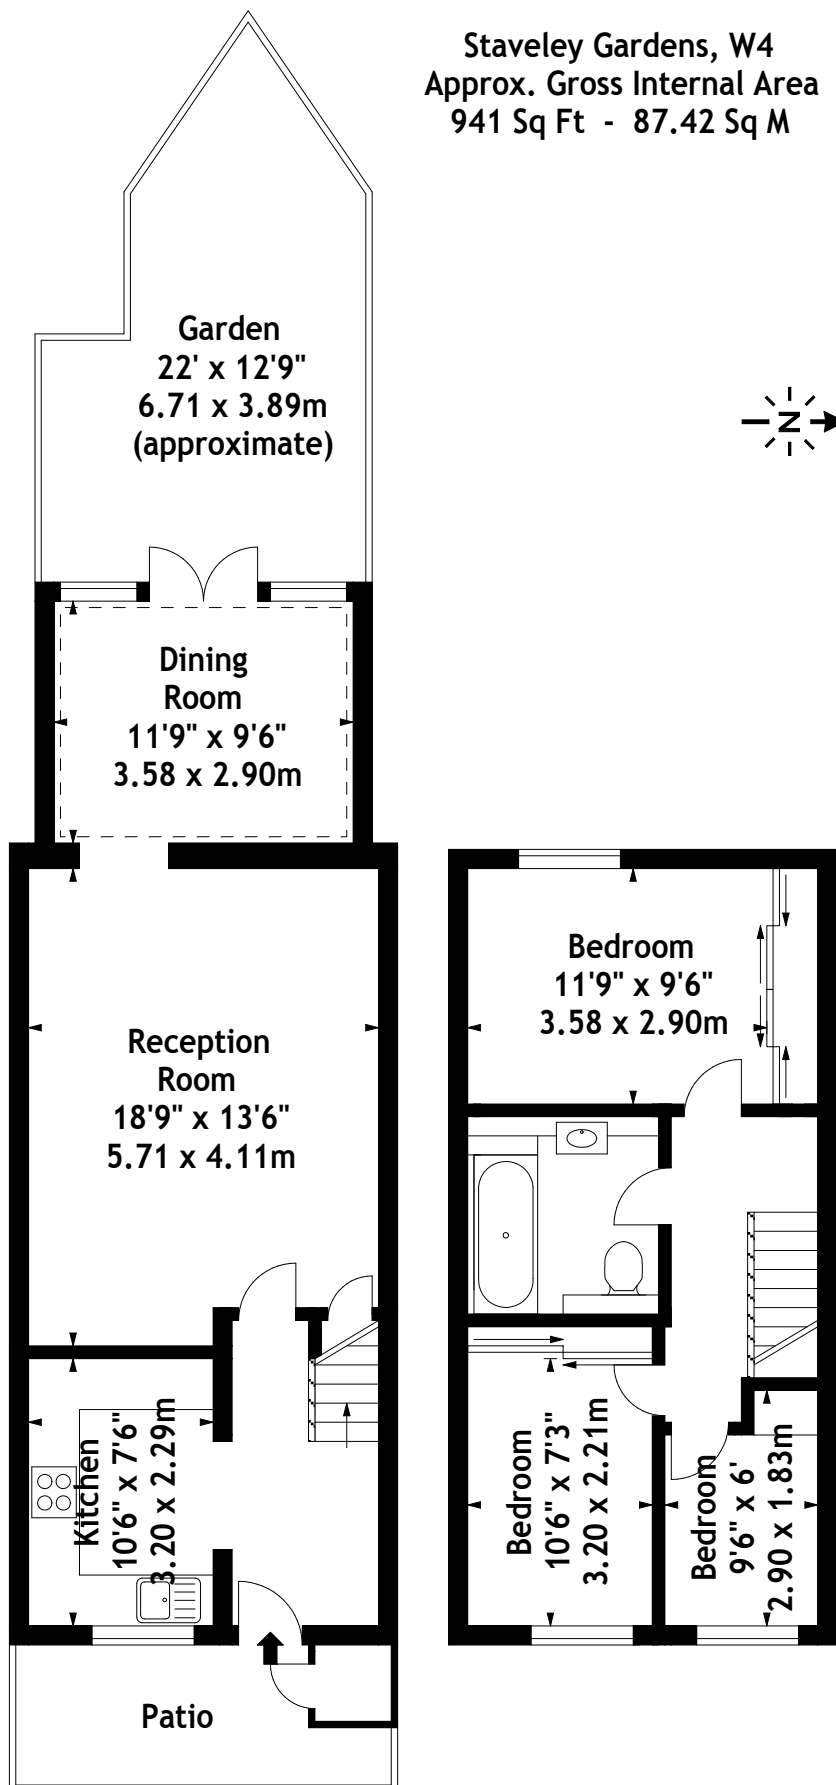 Staveley Gardens, W4
Approx. Gross Internal Area
941 Sq Ft - 87.42 Sq M
Garden
22' x 12'9"
6.71 x 3.89m
(approximate)
N
Dining
Room
11'9" x 9'6"
3.58 x 2.90m
Reception
Room
18'9" x 13'6"
5.71 x 4.11m
Bedroom
11'9" x 9'6"
3.58 x 2.90m
Kitchen
10'6" x 7'6"
3.20 x 2.29m
Bedroom
10'6" x 7'3"
3.20 x 2.21m
Bedroom
9'6" x 6'
2.90 x 1.83m
Patio